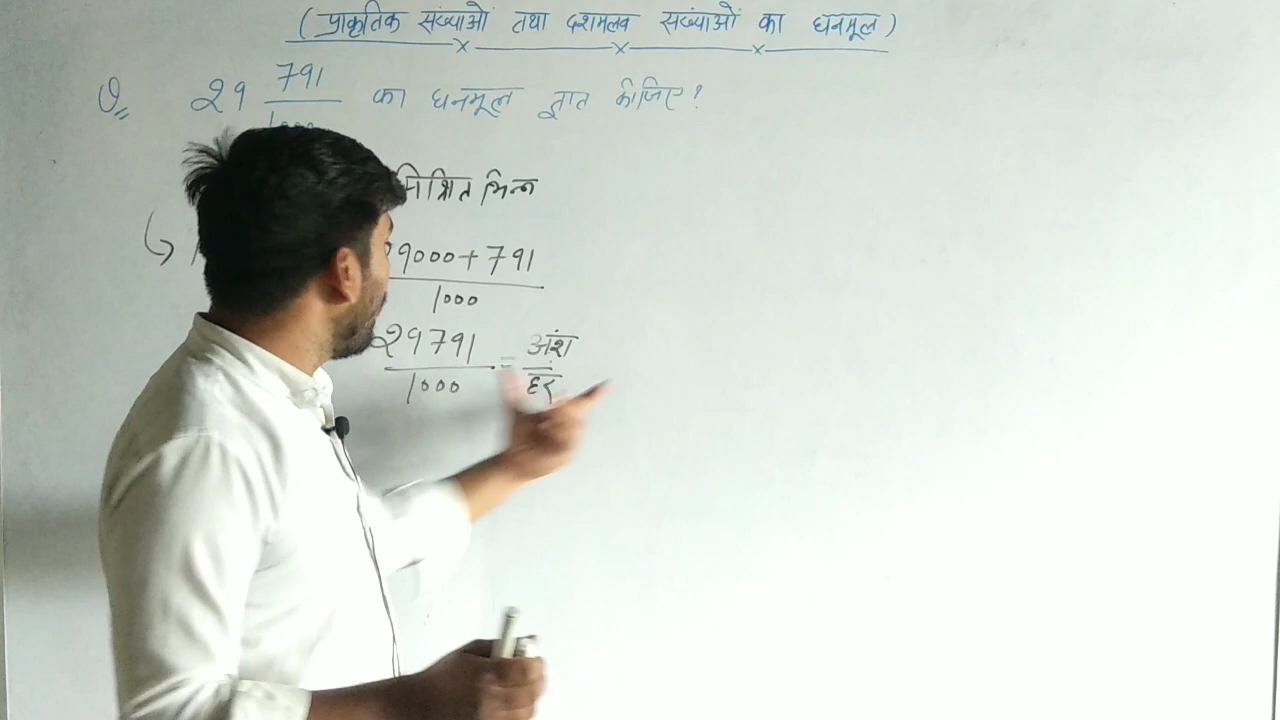 (प्राकृतिक संख्याओं तथा दशमलव संख्याओं का घनमूल)
Q 29 791/1000 का घनमूल ज्ञात कीजिए?
मिश्रित भिन्न
9000+791
1000
29791/1000 = अंश/हर